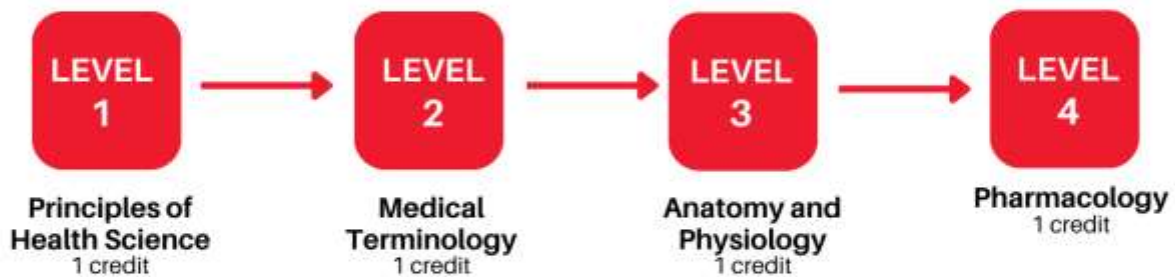 LEVEL
1
LEVEL
2
LEVEL
3
LEVEL
4
Principles of
Health Science
1 credit
Medical
Terminology
1 credit
Anatomy and
Physiology
1 credit
Pharmacology
1 credit